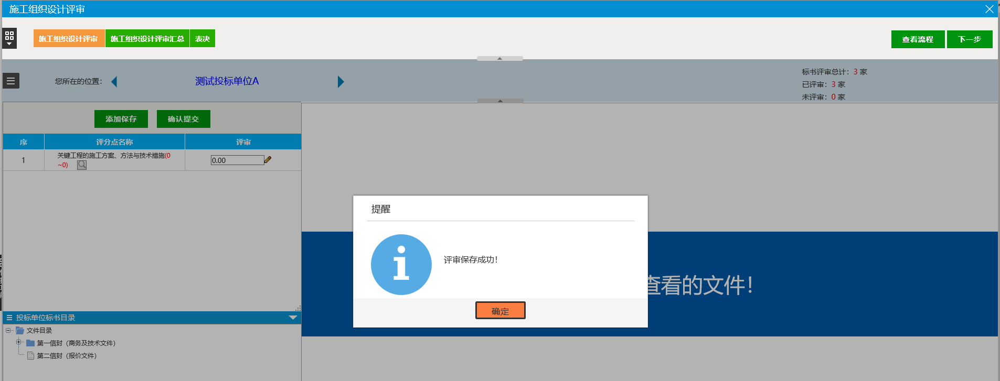 施工组织设计评审
施工组织设计评审 施工组织设计评审汇总 表决 查看流程 下一步
您所在的位置： 测试投标单位A
标书评审总计：3 家
已评审：3 家
未评审：0 家
添加保存 确认提交
序 评分点名称 评审
1 关键工程的施工方案、方法与技术措施(0
~0) 0.00
提醒
评审保存成功！
查看的文件！
确定
投标单位标书目录
文件目录
第一信封（商务及技术文件）
第二信封（报价文件）